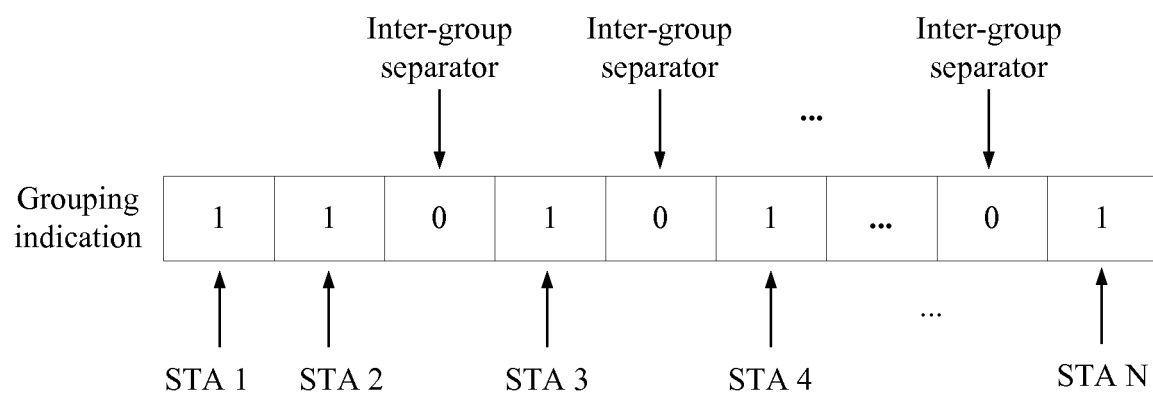 Inter-group separator
Inter-group separator
Inter-group separator
...
Grouping indication
1 1 0 1 0 1 ... 0 1
...
STA 1 STA 2 STA 3 STA 4 STA N